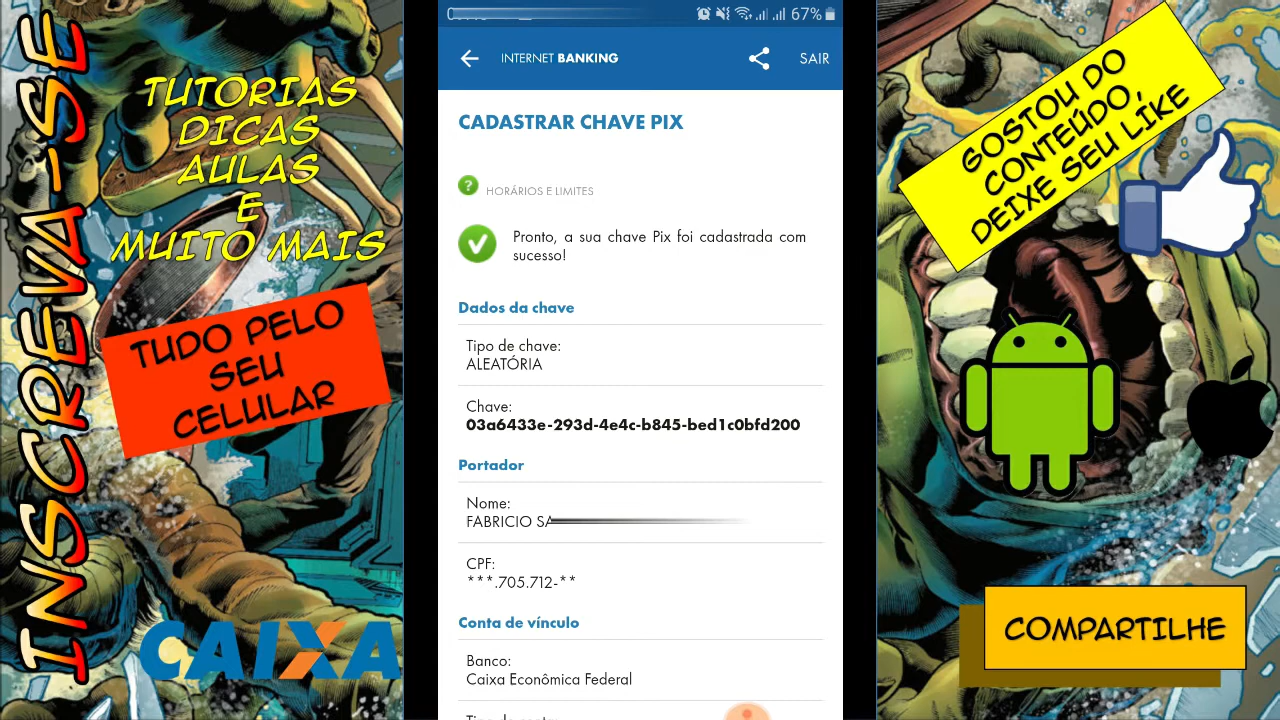 INSCREVA-SE
TUTORIAS
DICAS
AULAS
E
MUITO MAIS
TUDO PELO
SEU
CELULAR
CAIXA
67%
INTERNET BANKING
SAIR
CADASTRAR CHAVE PIX
? HORÁRIOS E LIMITES
Pronto, a sua chave Pix foi cadastrada com
sucesso!
Dados da chave
Tipo de chave:
ALEATÓRIA
Chave:
03a6433e-293d-4e4c-b845-bed1c0bfd200
Portador
Nome:
FABRICIO SA
CPF:
***.705.712-**
Conta de vínculo
Banco:
Caixa Econômica Federal
GOSTOU DO
CONTEÚDO,
DEIXE SEU LIKE
COMPARTILHE